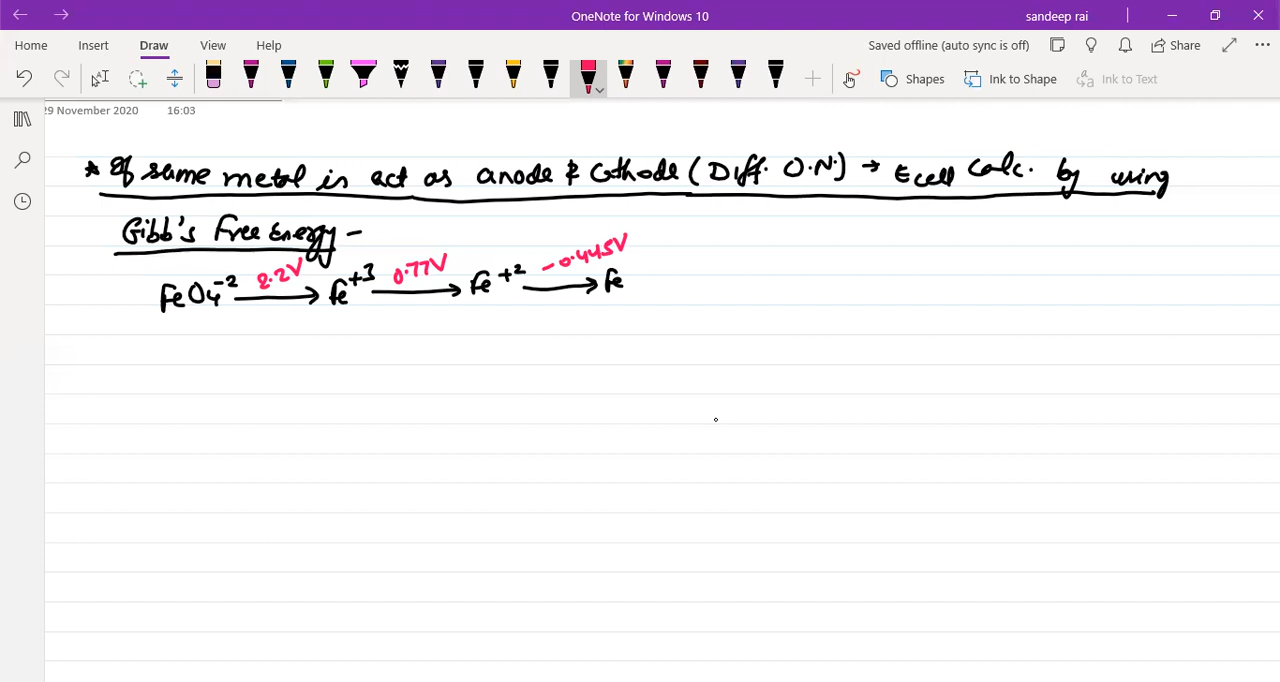 OneNote for Windows 10
sandeep rai
Home Insert Draw View Help
Saved offline (auto sync is off)
Share
Shapes
Ink to Shape
Ink to Text
29 November 2020 16:03
* If same metal is act as anode & Cathode (Diff. O.N.) → Ecell Calc. by using
Gibb's Free Energy -
2.2V 0.77V -0.445V
FeO4⁻² → Fe⁺³ → Fe⁺² → Fe